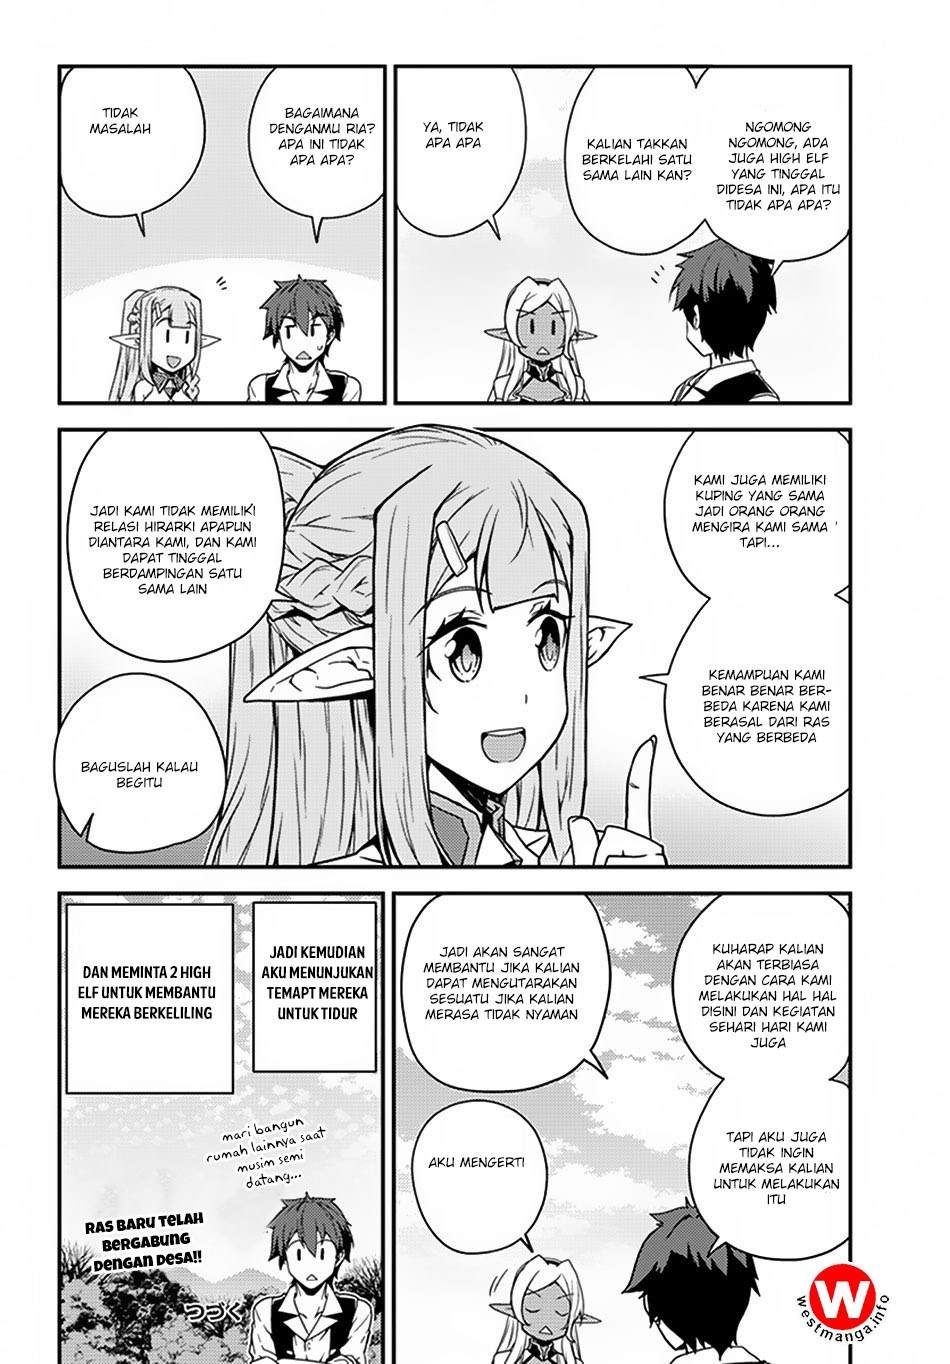 NGOMONG
NGOMONG, ADA
JUGA HIGH ELF
YANG TINGGAL
DIDESA INI, APA ITU
TIDAK APA APA?
KALIAN TAKKAN
BERKELAHI SATU
SAMA LAIN KAN?
YA, TIDAK
APA APA
BAGAIMANA
DENGANMU RIA?
APA INI TIDAK
APA APA?
TIDAK
MASALAH
KAMI JUGA MEMILIKI
KUPING YANG SAMA
JADI ORANG ORANG
MENGIRA KAMI SAMA
TAPI...
KEMAMPUAN KAMI
BENAR BENAR BER-
BEDA KARENA KAMI
BERASAL DARI RAS
YANG BERBEDA
JADI KAMI TIDAK MEMILIKI
RELASI HIRARKI APAPUN
DIANTARA KAMI, DAN KAMI
DAPAT TINGGAL
BERDAMPINGAN SATU
SAMA LAIN
BAGUSLAH KALAU
BEGITU
KUHARAP KALIAN
AKAN TERBIASA
DENGAN CARA KAMI
MELAKUKAN HAL HAL
DISINI DAN KEGIATAN
SEHARI HARI KAMI
JUGA
TAPI AKU JUGA
TIDAK INGIN
MEMAKSA KALIAN
UNTUK MELAKUKAN
ITU
JADI AKAN SANGAT
MEMBANTU JIKA KALIAN
DAPAT MENGUTARAKAN
SESUATU JIKA KALIAN
MERASA TIDAK NYAMAN
AKU MENGERTI
JADI KEMUDIAN
AKU MENUNJUKAN
TEMAPT MEREKA
UNTUK TIDUR
DAN MEMINTA 2 HIGH
ELF UNTUK MEMBANTU
MEREKA BERKELILING
mari bangun
rumah lainnya saat
musim semi
datang...
RAS BARU TELAH
BERGABUNG
DENGAN DESA!!
つづく
W
westmanga.info